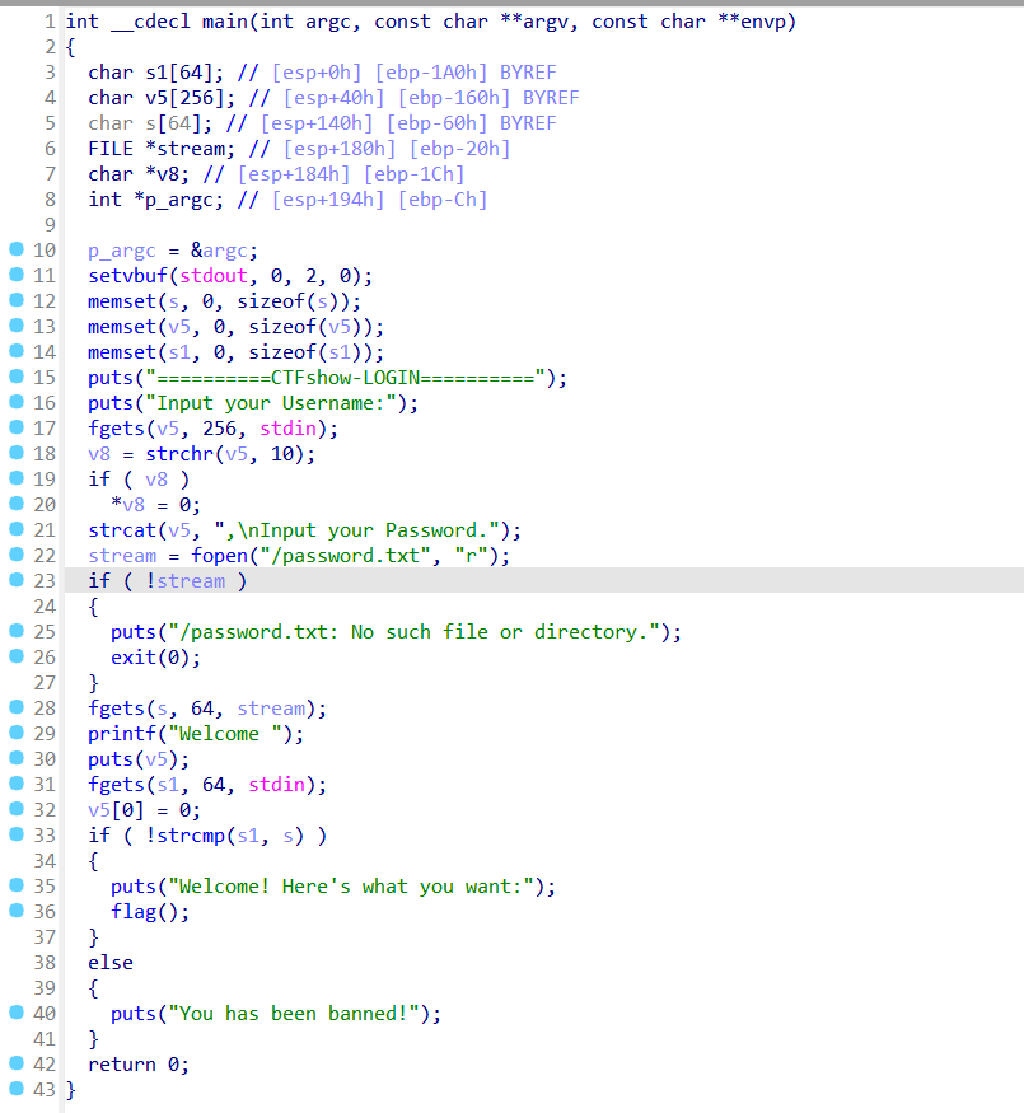 1 int __cdecl main(int argc, const char **argv, const char **envp)
2 {
3   char s1[64]; // [esp+0h] [ebp-1A0h] BYREF
4   char v5[256]; // [esp+40h] [ebp-160h] BYREF
5   char s[64]; // [esp+140h] [ebp-60h] BYREF
6   FILE *stream; // [esp+180h] [ebp-20h]
7   char *v8; // [esp+184h] [ebp-1Ch]
8   int *p_argc; // [esp+194h] [ebp-Ch]
9
10   p_argc = &argc;
11   setvbuf(stdout, 0, 2, 0);
12   memset(s, 0, sizeof(s));
13   memset(v5, 0, sizeof(v5));
14   memset(s1, 0, sizeof(s1));
15   puts("==========CTFshow-LOGIN==========");
16   puts("Input your Username:");
17   fgets(v5, 256, stdin);
18   v8 = strchr(v5, 10);
19   if ( v8 )
20     *v8 = 0;
21   strcat(v5, ",\nInput your Password.");
22   stream = fopen("/password.txt", "r");
23   if ( !stream )
24   {
25     puts("/password.txt: No such file or directory.");
26     exit(0);
27   }
28   fgets(s, 64, stream);
29   printf("Welcome ");
30   puts(v5);
31   fgets(s1, 64, stdin);
32   v5[0] = 0;
33   if ( !strcmp(s1, s) )
34   {
35     puts("Welcome! Here's what you want:");
36     flag();
37   }
38   else
39   {
40     puts("You has been banned!");
41   }
42   return 0;
43 }